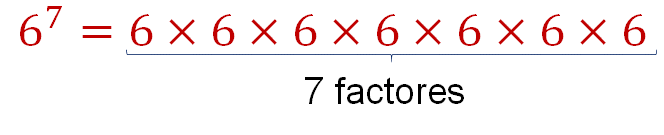 6⁷ = 6 × 6 × 6 × 6 × 6 × 6 × 6
7 factores